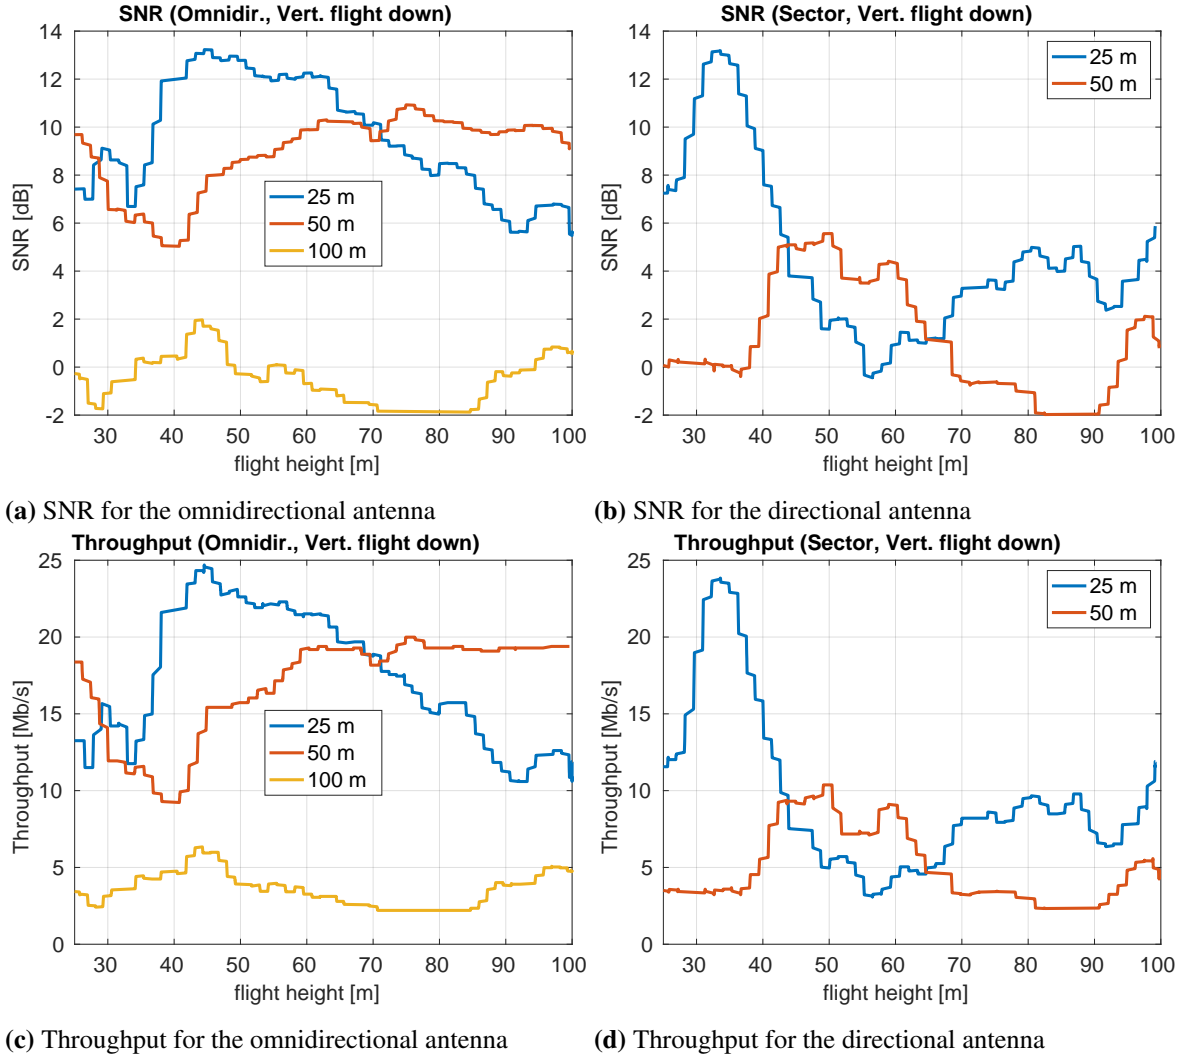 SNR (Omnidir., Vert. flight down)
14
12
10
8
6
4
2
0
-2
SNR [dB]
25 m
50 m
100 m
30 40 50 60 70 80 90 100
flight height [m]
(a) SNR for the omnidirectional antenna
SNR (Sector, Vert. flight down)
14
12
10
8
6
4
2
0
-2
SNR [dB]
25 m
50 m
30 40 50 60 70 80 90 100
flight height [m]
(b) SNR for the directional antenna
Throughput (Omnidir., Vert. flight down)
25
20
15
10
5
0
Throughput [Mb/s]
25 m
50 m
100 m
30 40 50 60 70 80 90 100
flight height [m]
(c) Throughput for the omnidirectional antenna
Throughput (Sector, Vert. flight down)
25
20
15
10
5
0
Throughput [Mb/s]
25 m
50 m
30 40 50 60 70 80 90 100
flight height [m]
(d) Throughput for the directional antenna